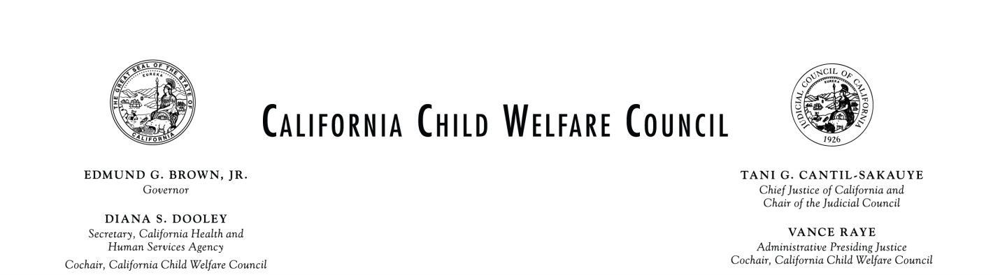 THE GREAT SEAL OF THE STATE OF CALIFORNIA
EUREKA
CALIFORNIA CHILD WELFARE COUNCIL
JUDICIAL COUNCIL OF CALIFORNIA
EUREKA
1926
EDMUND G. BROWN, JR.
Governor
DIANA S. DOOLEY
Secretary, California Health and
Human Services Agency
Cochair, California Child Welfare Council
TANI G. CANTIL-SAKAUYE
Chief Justice of California and
Chair of the Judicial Council
VANCE RAYE
Administrative Presiding Justice
Cochair, California Child Welfare Council